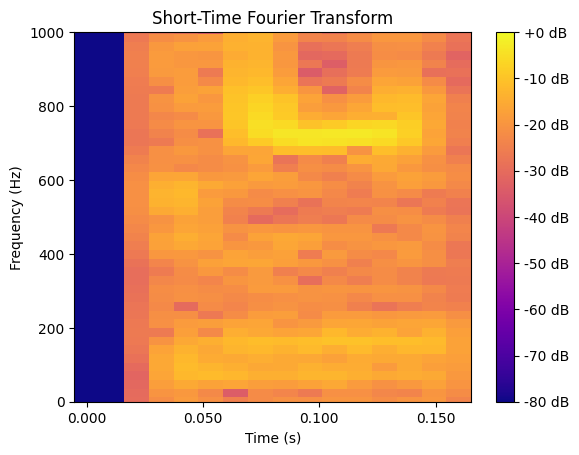 Short-Time Fourier Transform
1000
800
600
400
200
0
Frequency (Hz)
0.000
0.050
0.100
0.150
Time (s)
+0 dB
-10 dB
-20 dB
-30 dB
-40 dB
-50 dB
-60 dB
-70 dB
-80 dB